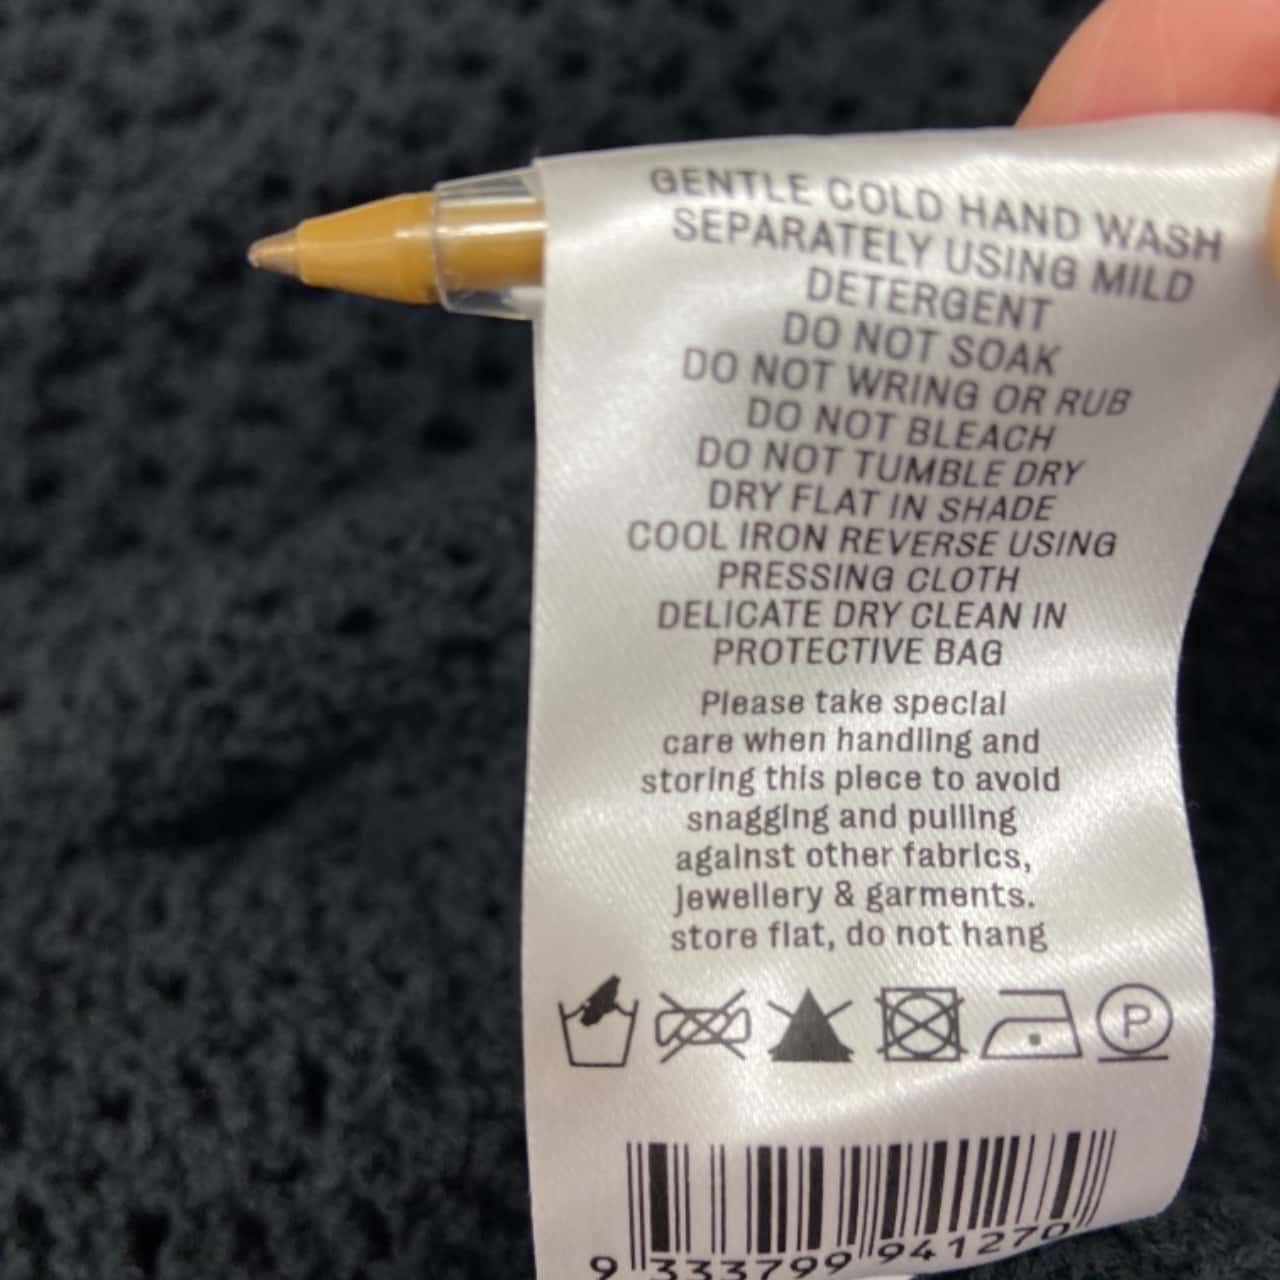 GENTLE COLD HAND WASH
SEPARATELY USING MILD
DETERGENT
DO NOT SOAK
DO NOT WRING OR RUB
DO NOT BLEACH
DO NOT TUMBLE DRY
DRY FLAT IN SHADE
COOL IRON REVERSE USING
PRESSING CLOTH
DELICATE DRY CLEAN IN
PROTECTIVE BAG
Please take special
care when handling and
storing this piece to avoid
snagging and pulling
against other fabrics,
jewellery & garments.
store flat, do not hang
P
9 333799 941270